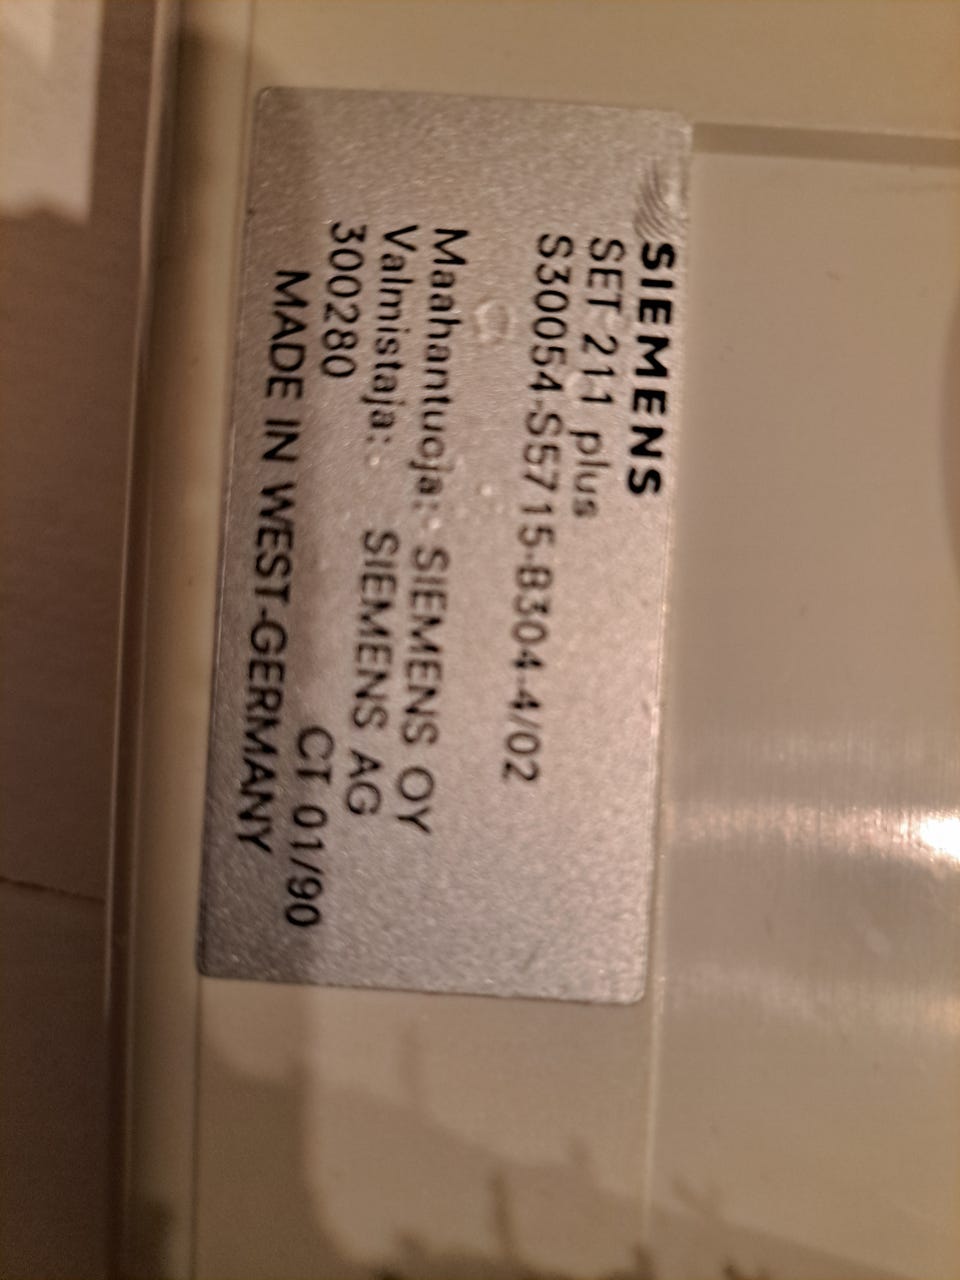 SIEMENS
SET 211 plus
S30054-S5715-B304-4/02
Maahantuoja: SIEMENS OY
Valmistaja: SIEMENS AG
300280 CT 01/90
MADE IN WEST-GERMANY